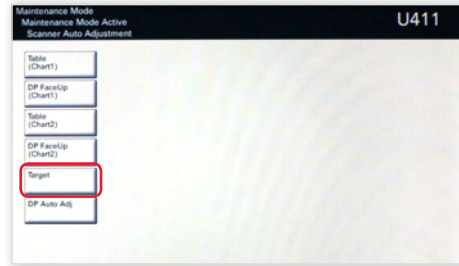 Maintenance Mode
Maintenance Mode Active
Scanner Auto Adjustment
U411
Table
(Chart1)
DP FaceUp
(Chart1)
Table
(Chart2)
DP FaceUp
(Chart2)
Target
DP Auto Adj